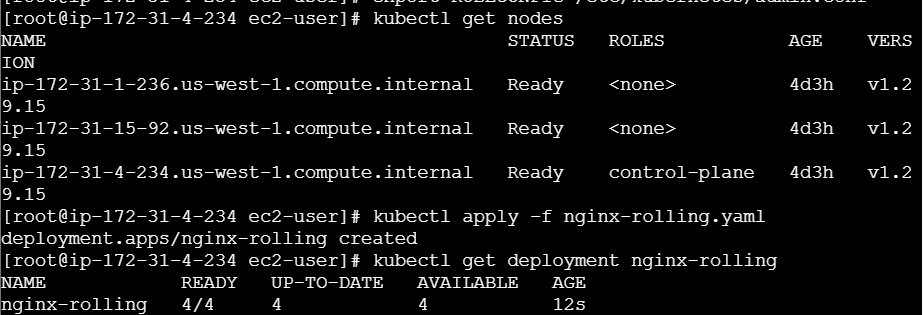 [root@ip-172-31-4-234 ec2-user]# kubectl get nodes
NAME                                         STATUS   ROLES           AGE    VERS
ION
ip-172-31-1-236.us-west-1.compute.internal   Ready    <none>          4d3h   v1.2
9.15
ip-172-31-15-92.us-west-1.compute.internal   Ready    <none>          4d3h   v1.2
9.15
ip-172-31-4-234.us-west-1.compute.internal   Ready    control-plane   4d3h   v1.2
9.15
[root@ip-172-31-4-234 ec2-user]# kubectl apply -f nginx-rolling.yaml
deployment.apps/nginx-rolling created
[root@ip-172-31-4-234 ec2-user]# kubectl get deployment nginx-rolling
NAME            READY   UP-TO-DATE   AVAILABLE   AGE
nginx-rolling   4/4     4            4           12s